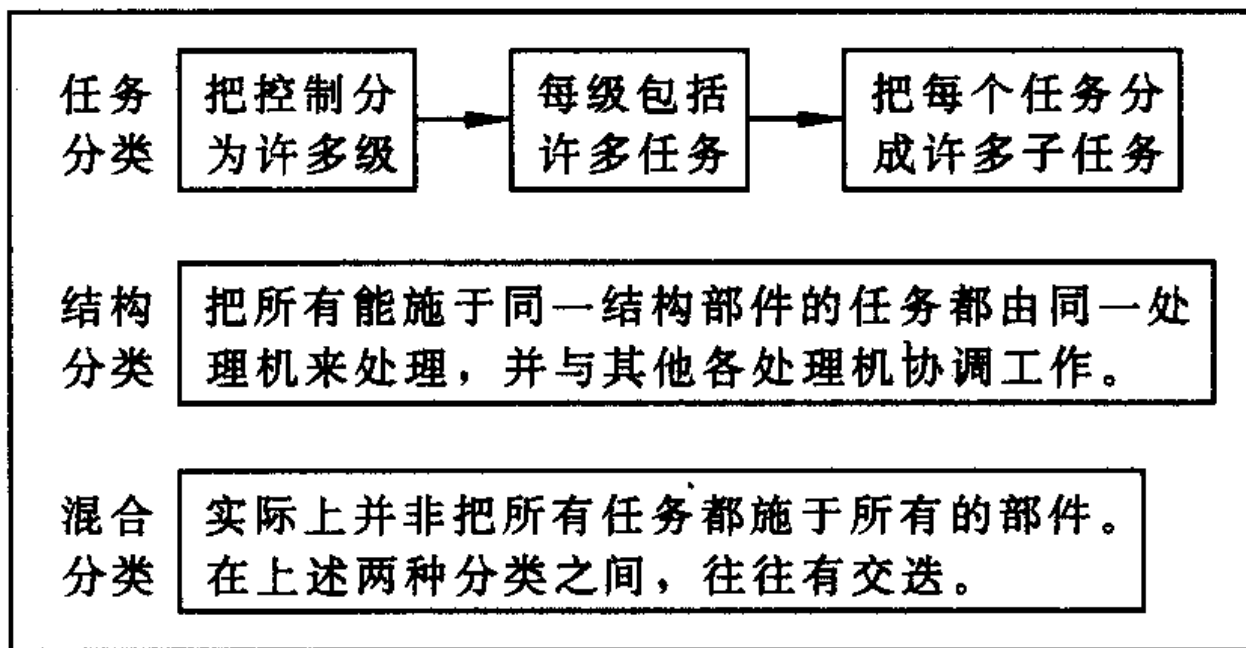 任务 把控制分 每级包括 把每个任务分
分类 为许多级 许多任务 成许多子任务
结构 把所有能施于同一结构部件的任务都由同一处
分类 理机来处理，并与其他各处理机协调工作。
混合 实际上并非把所有任务都施于所有的部件。
分类 在上述两种分类之间，往往有交迭。